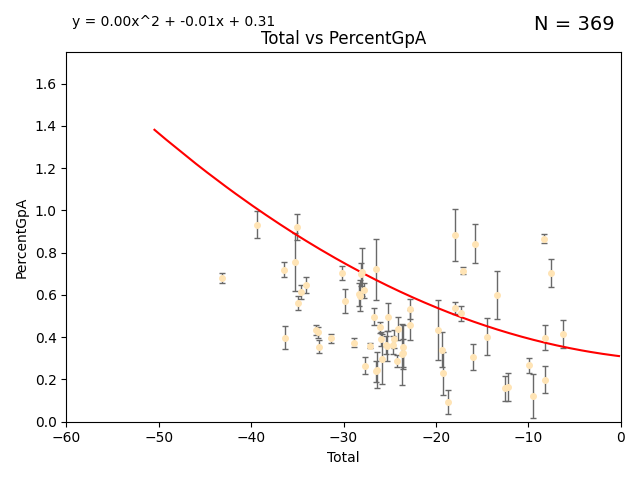 y = 0.00x^2 + -0.01x + 0.31
N = 369
Total vs PercentGpA
PercentGpA
1.6
1.4
1.2
1.0
0.8
0.6
0.4
0.2
0.0
−60 −50 −40 −30 −20 −10 0
Total